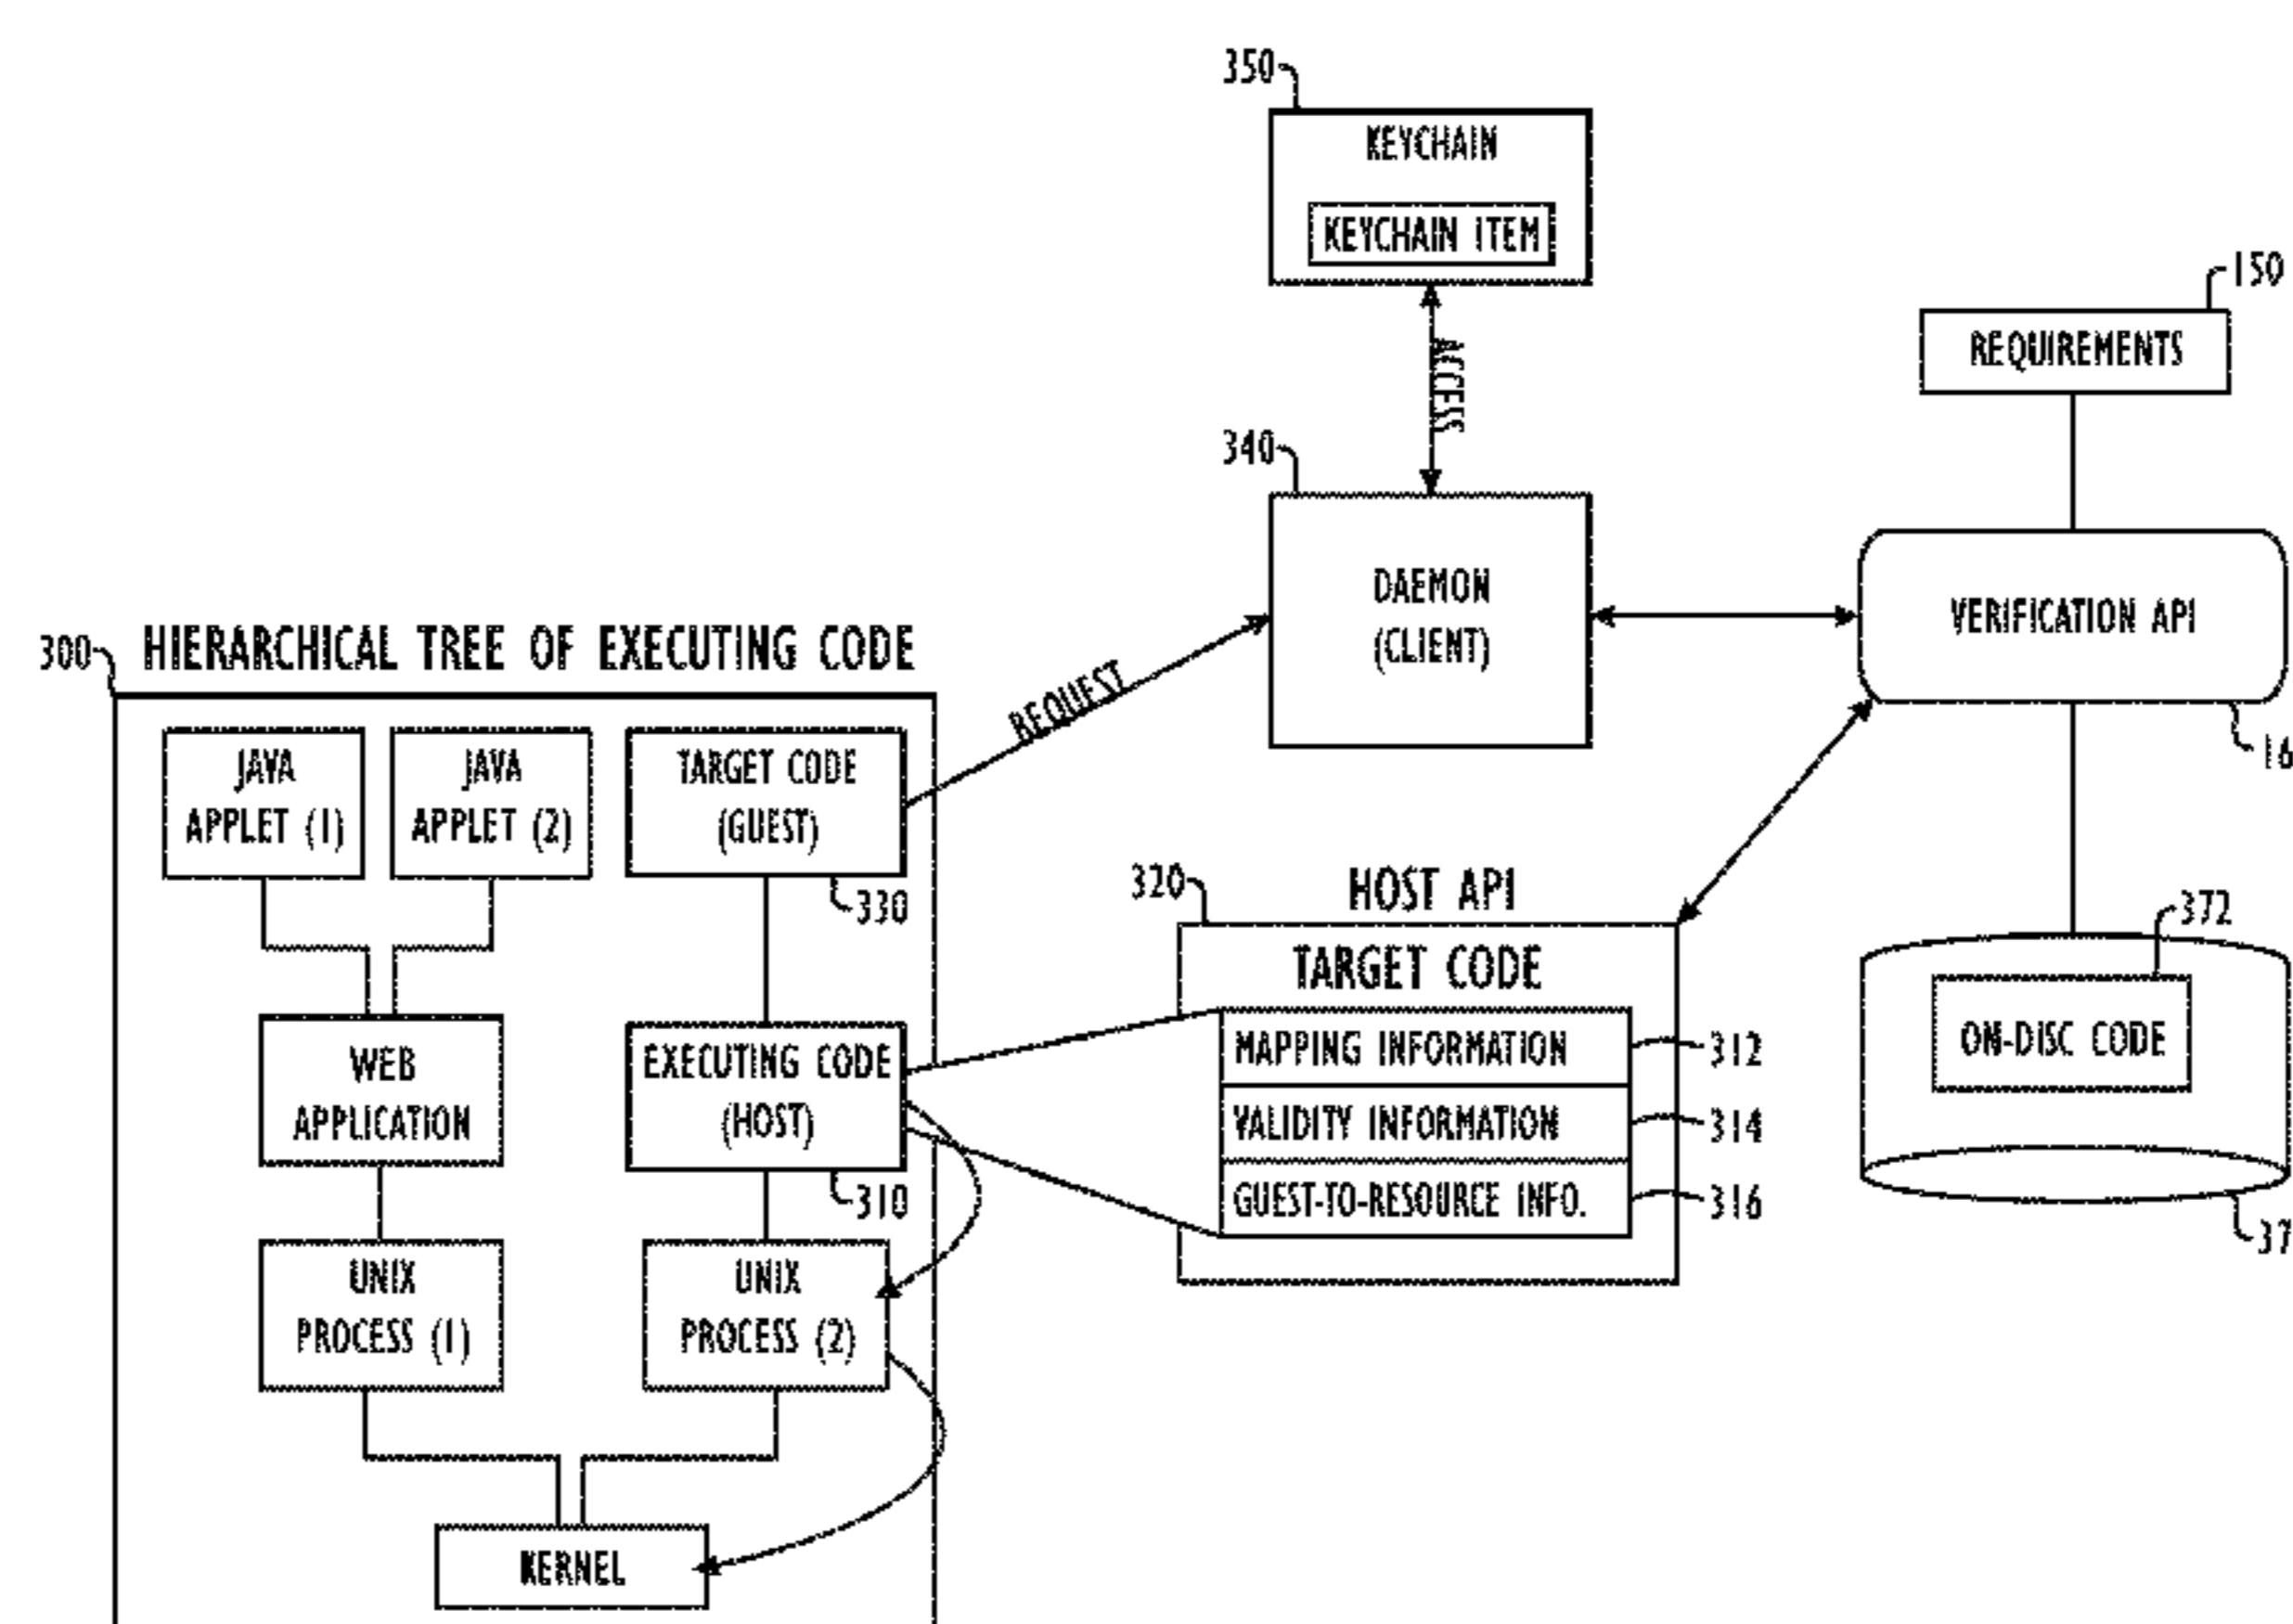 350
KEYCHAIN
KEYCHAIN ITEM
ACCESS
150
REQUIREMENTS
340
DAEMON
(CLIENT)
VERIFICATION API
16
REQUEST
300
HIERARCHICAL TREE OF EXECUTING CODE
JAVA
APPLET (1)
JAVA
APPLET (2)
TARGET CODE
(GUEST)
330
WEB
APPLICATION
EXECUTING CODE
(HOST)
310
UNIX
PROCESS (1)
UNIX
PROCESS (2)
KERNEL
320
HOST API
TARGET CODE
MAPPING INFORMATION
312
VALIDITY INFORMATION
314
GUEST-TO-RESOURCE INFO.
316
372
ON-DISC CODE
37